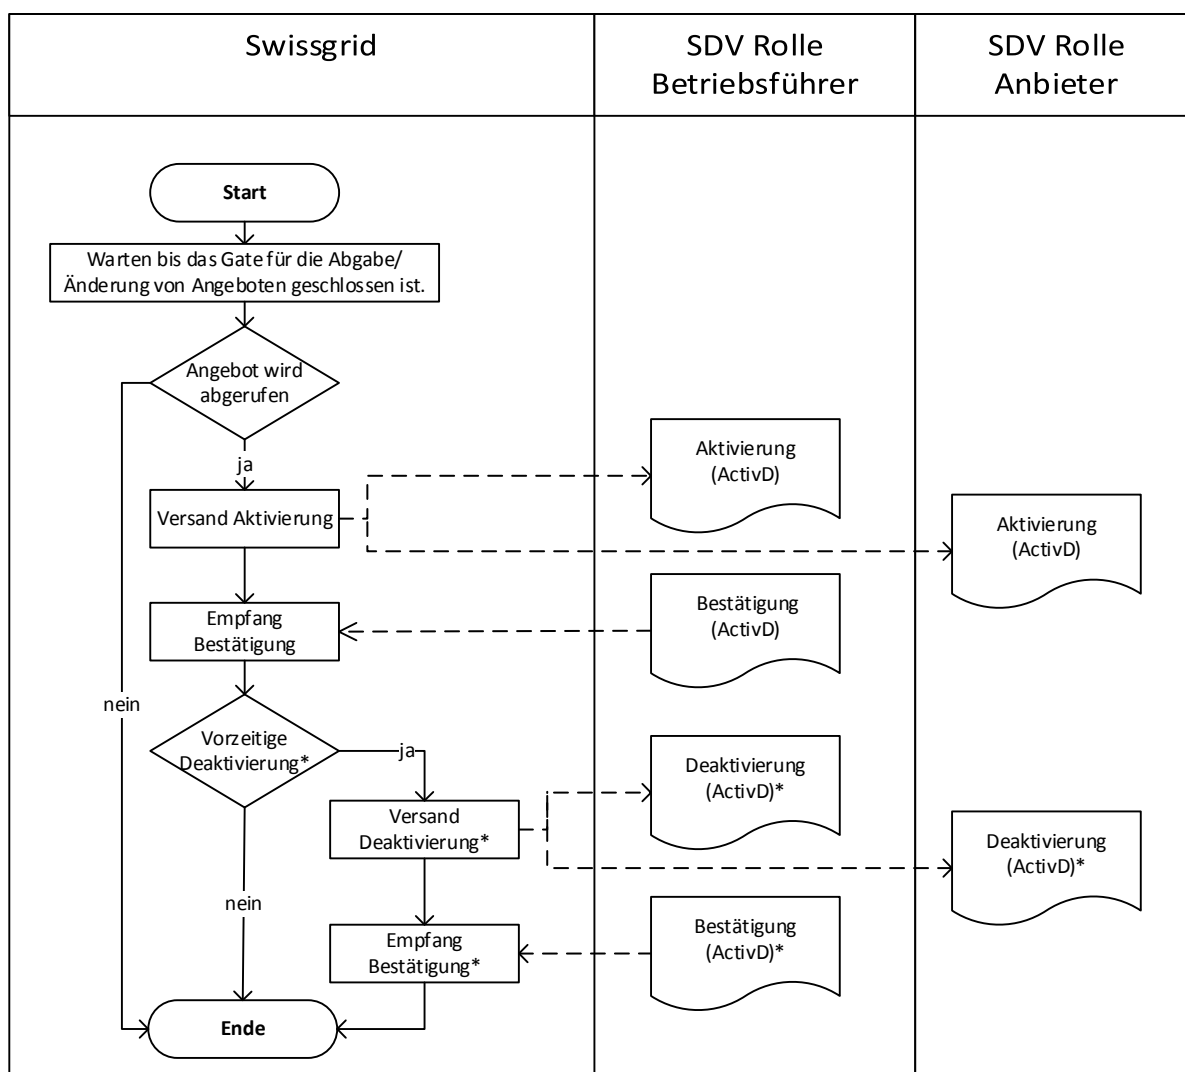 Swissgrid
SDV Rolle
Betriebsführer
SDV Rolle
Anbieter
Start
Warten bis das Gate für die Abgabe/
Änderung von Angeboten geschlossen ist.
Angebot wird
abgerufen
ja
Versand Aktivierung
Aktivierung
(ActivD)
Aktivierung
(ActivD)
Empfang
Bestätigung
Bestätigung
(ActivD)
nein
Vorzeitige
Deaktivierung*
ja
Versand
Deaktivierung*
Deaktivierung
(ActivD)*
Deaktivierung
(ActivD)*
nein
Empfang
Bestätigung*
Bestätigung
(ActivD)*
Ende